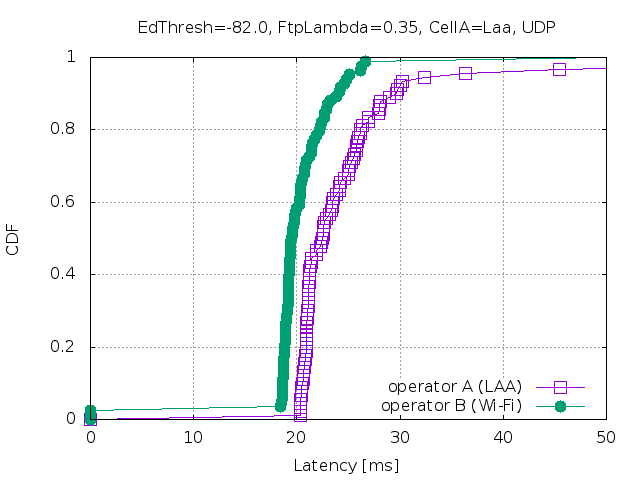 EdThresh=-82.0, FtpLambda=0.35, CellA=Laa, UDP
1
0.8
0.6
0.4
0.2
0
CDF
operator A (LAA)
operator B (Wi-Fi)
0
10
20
30
40
50
Latency [ms]